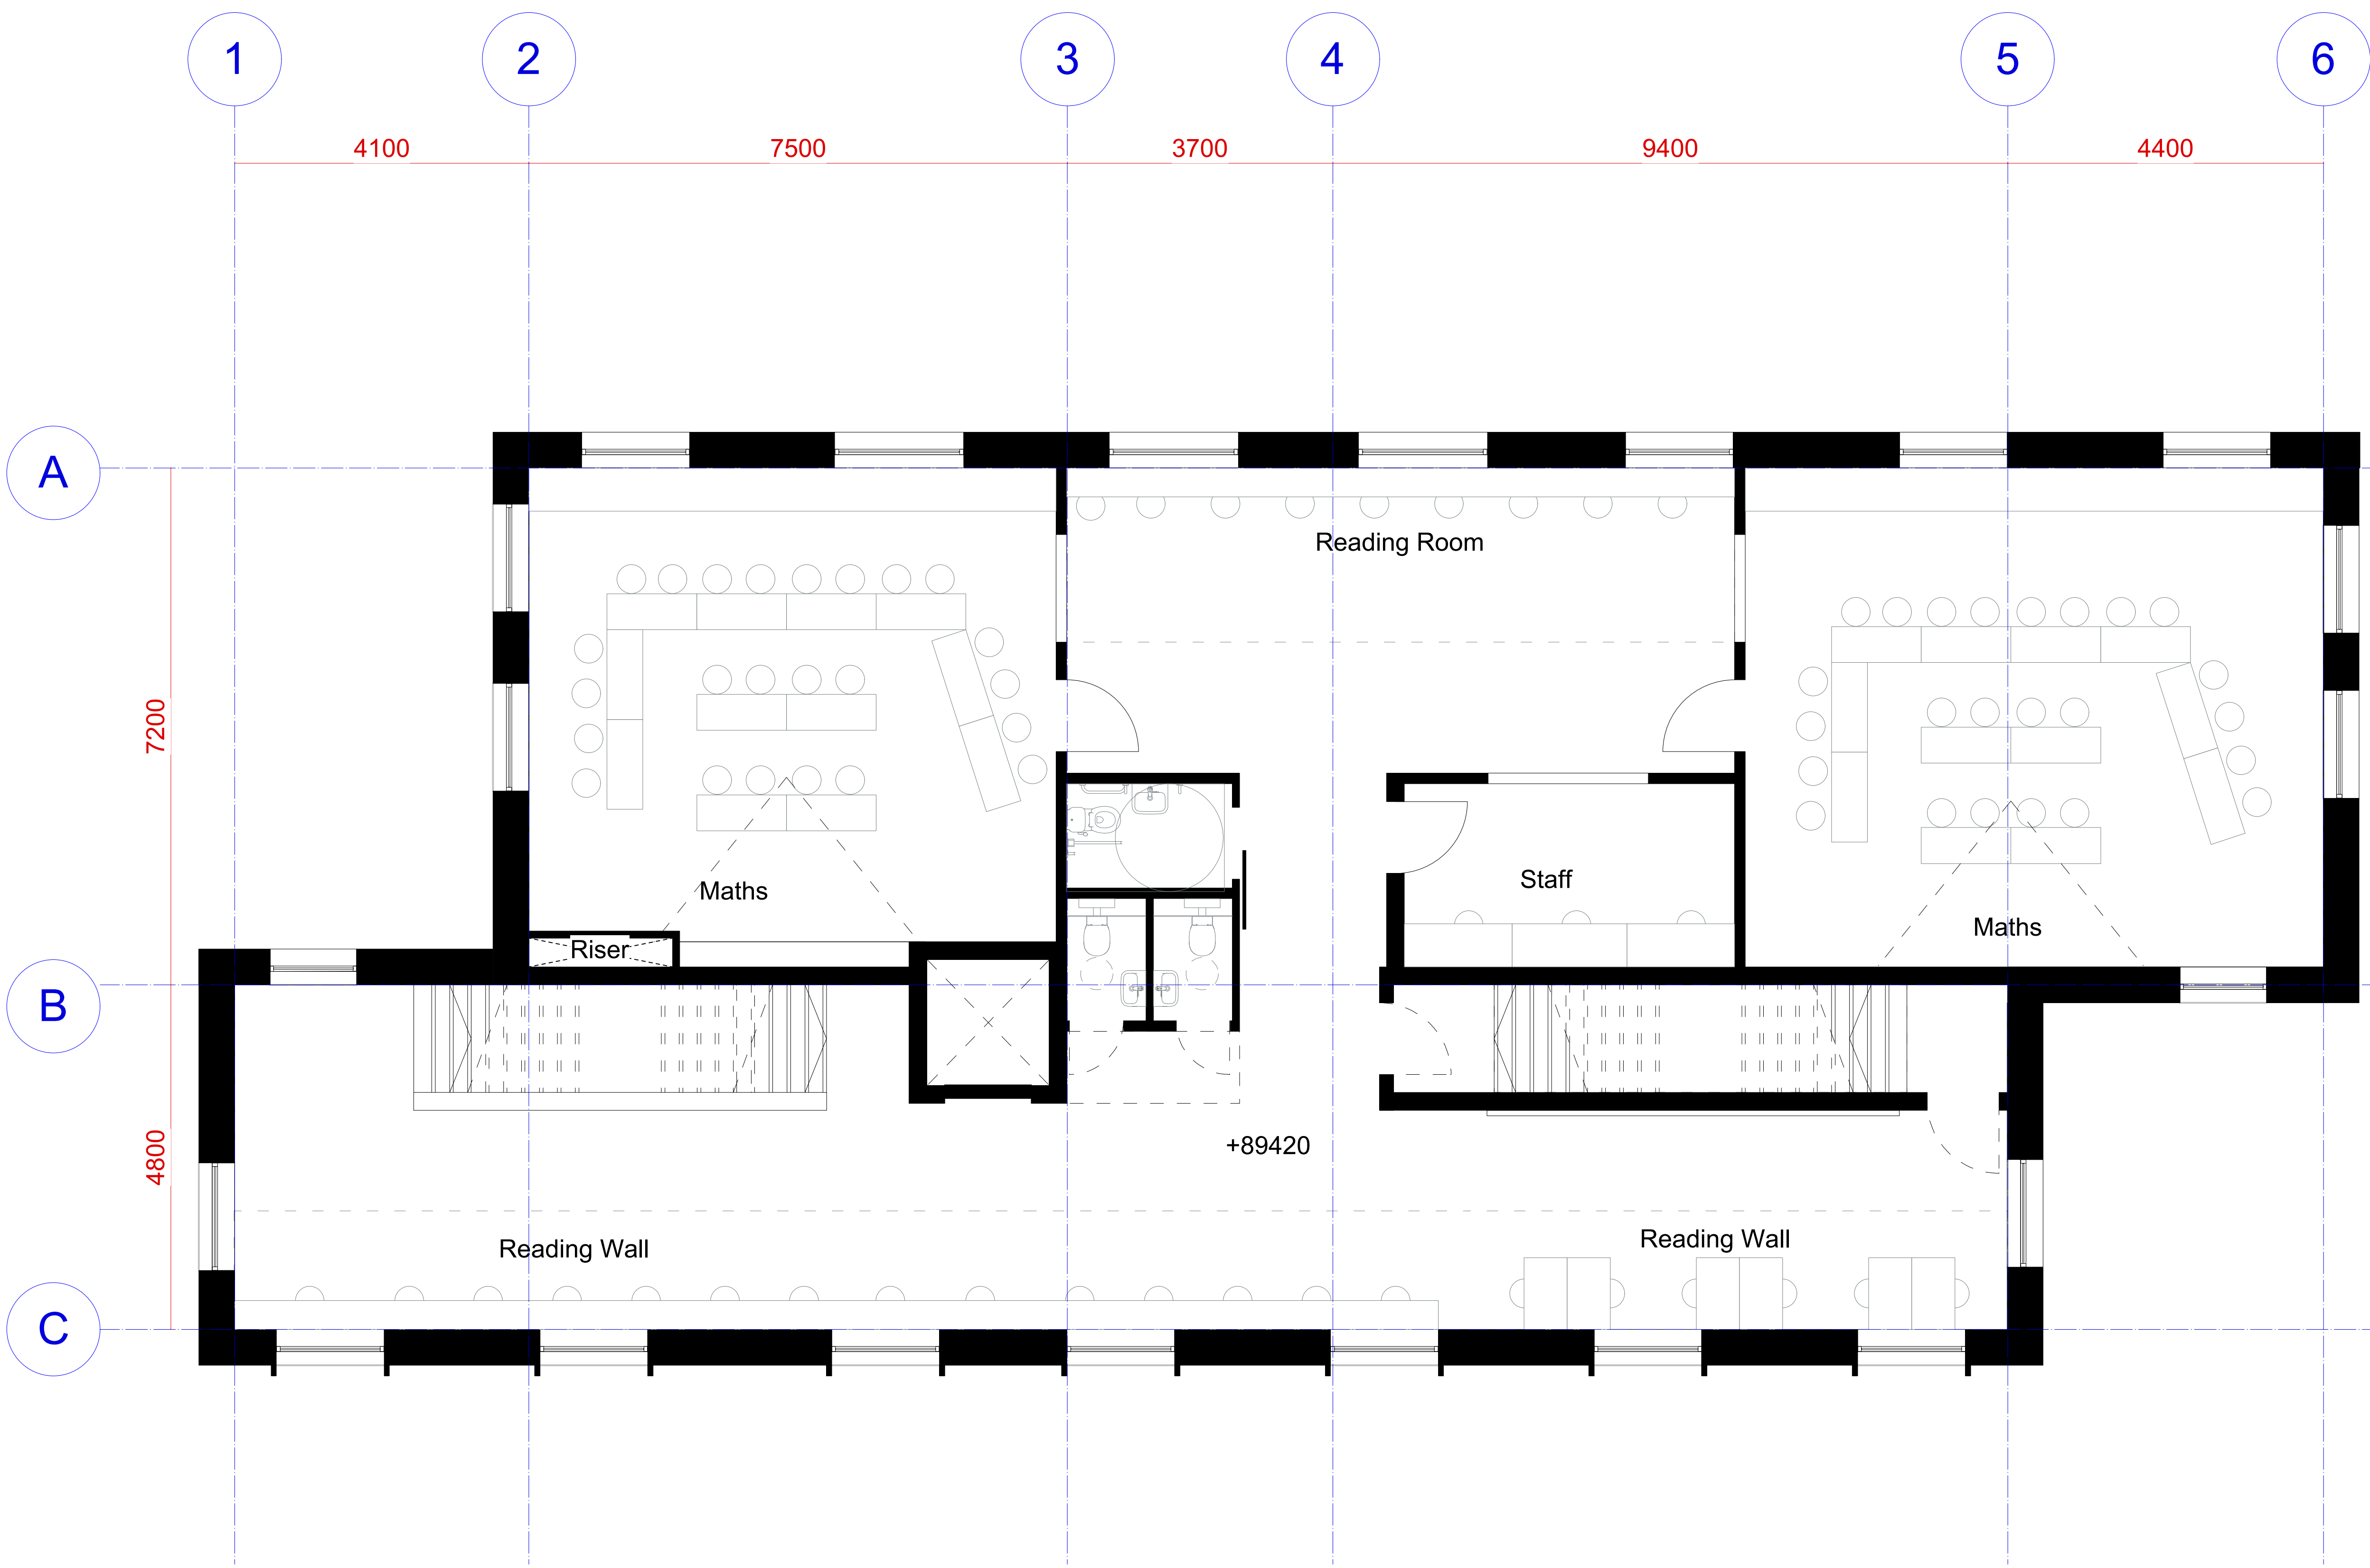 1
2
3
4
5
6
4100
7500
3700
9400
4400
A
Reading Room
7200
Maths
Staff
Maths
Riser
B
+89420
4800
Reading Wall
Reading Wall
C